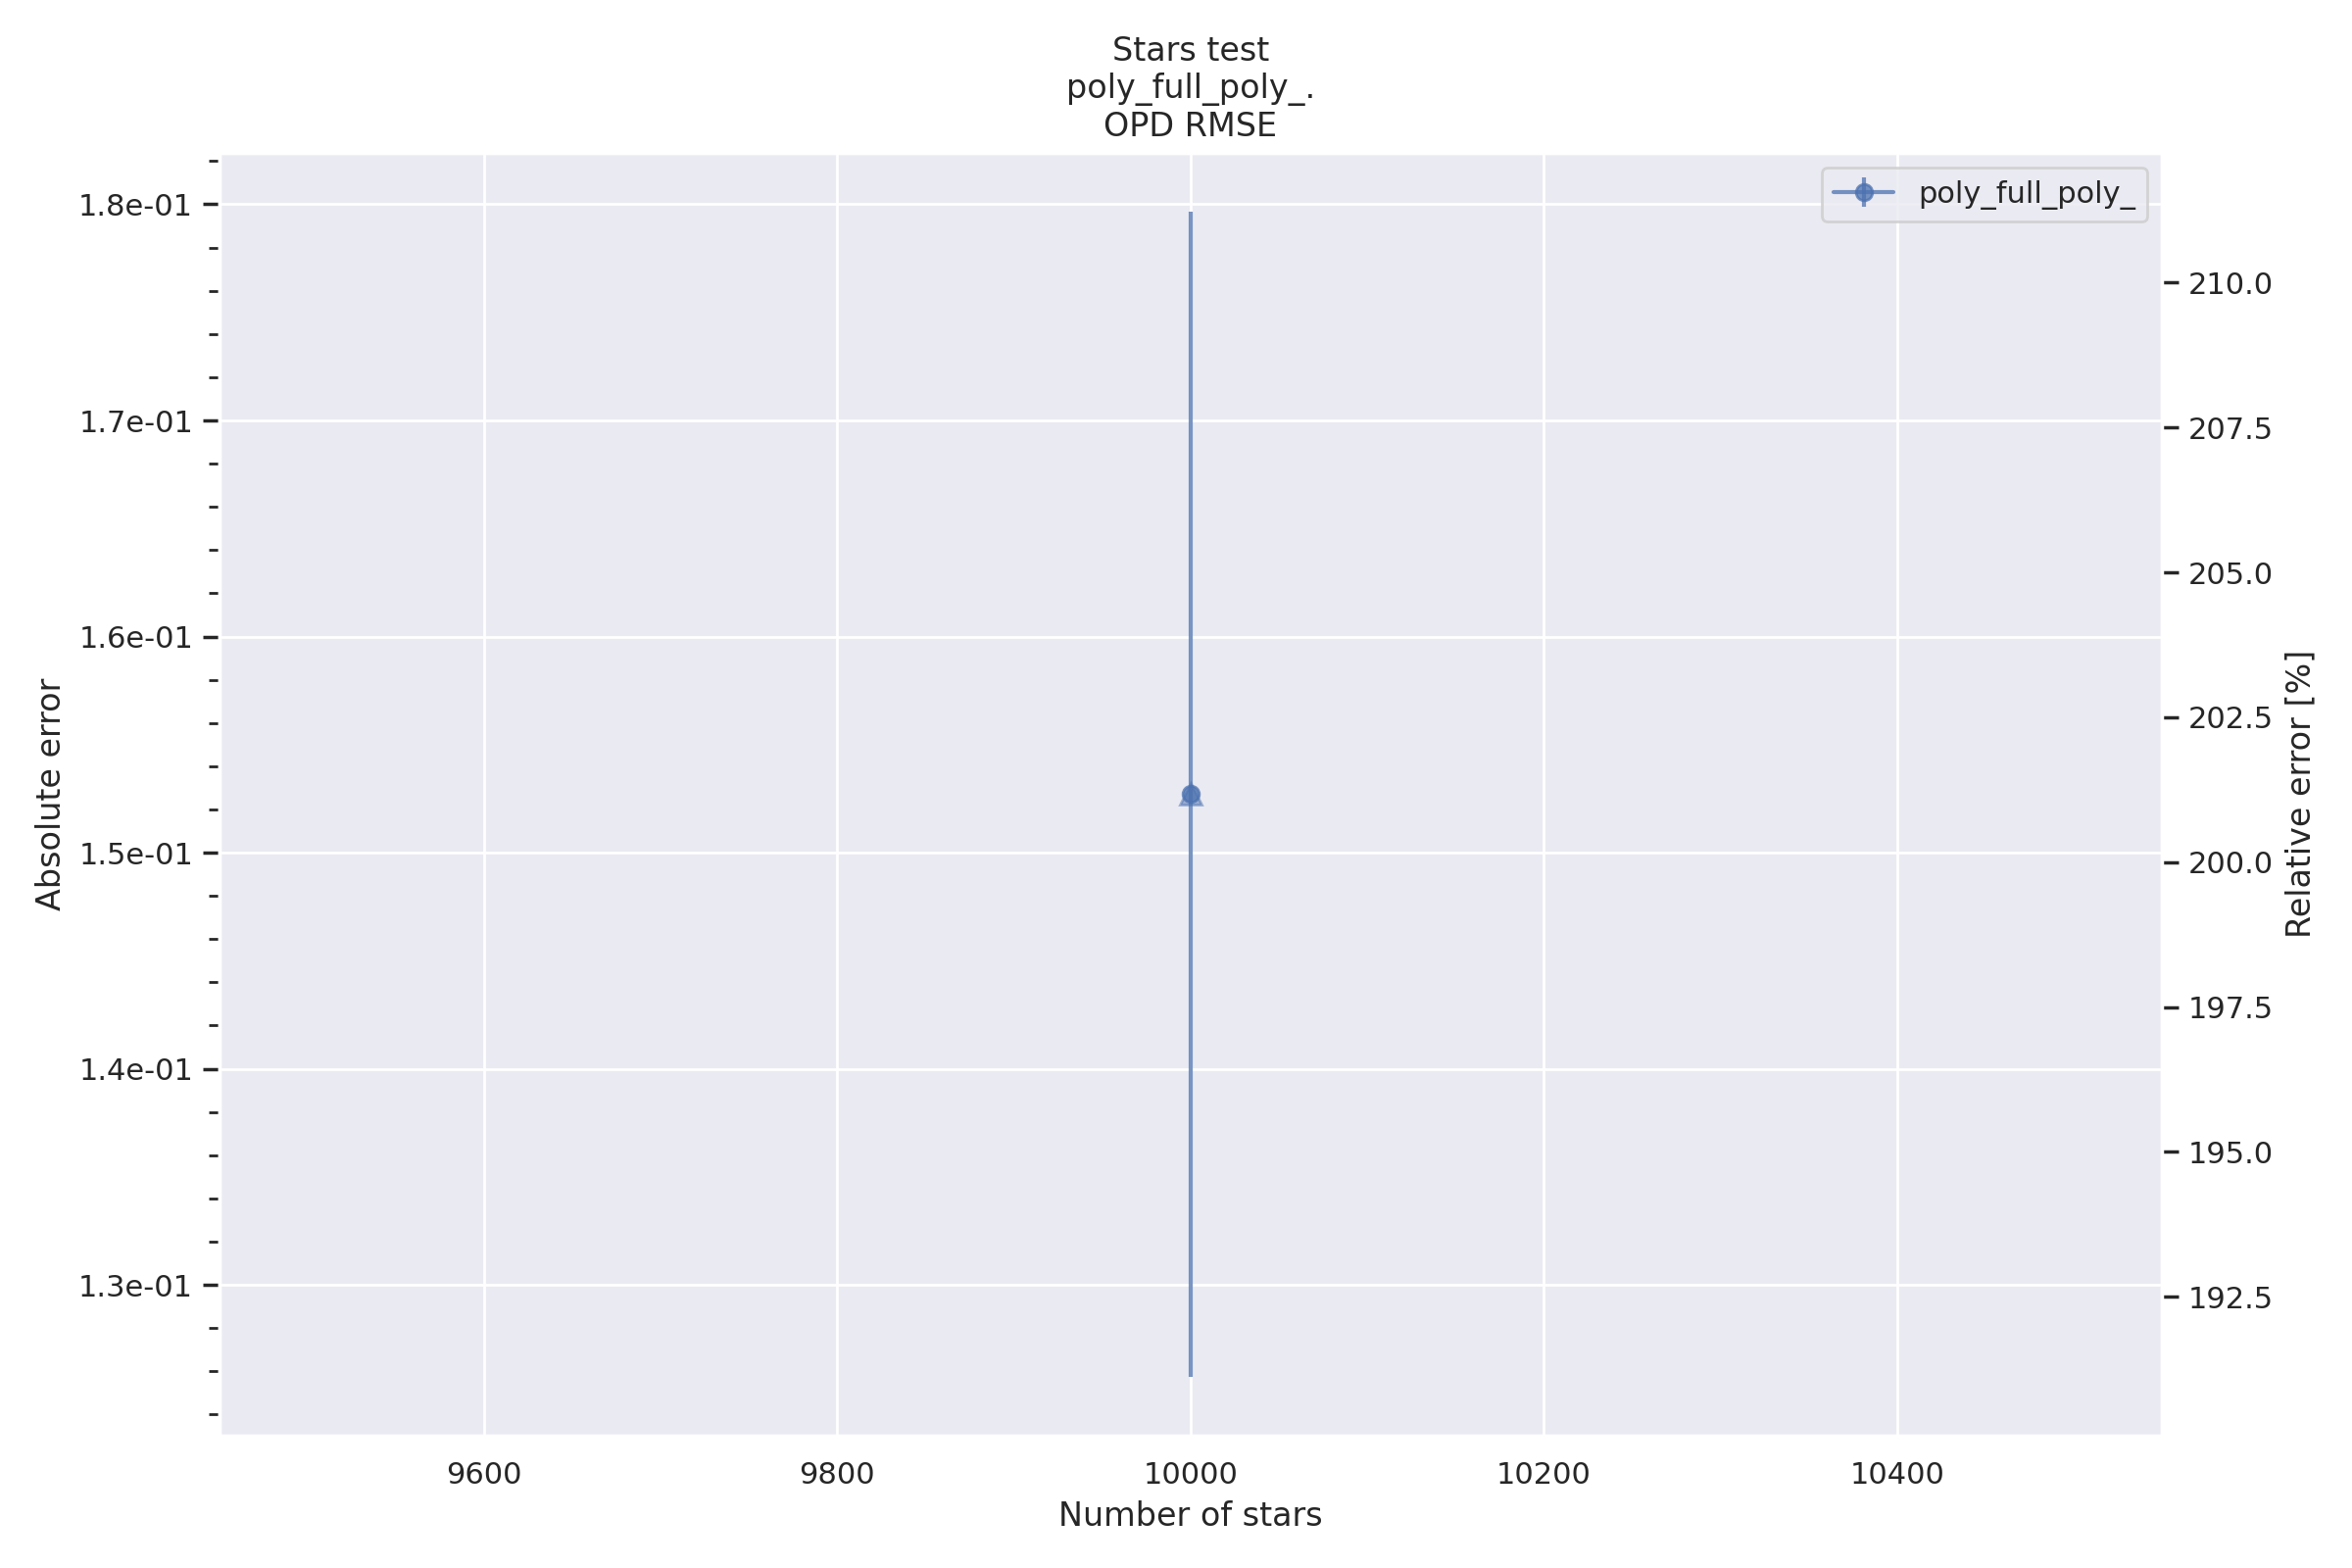 Stars test
poly_full_poly_.
OPD RMSE
poly_full_poly_
Absolute error
1.8e-01
1.7e-01
1.6e-01
1.5e-01
1.4e-01
1.3e-01
210.0
207.5
205.0
202.5
200.0
197.5
195.0
192.5
Relative error [%]
9600 9800 10000 10200 10400
Number of stars